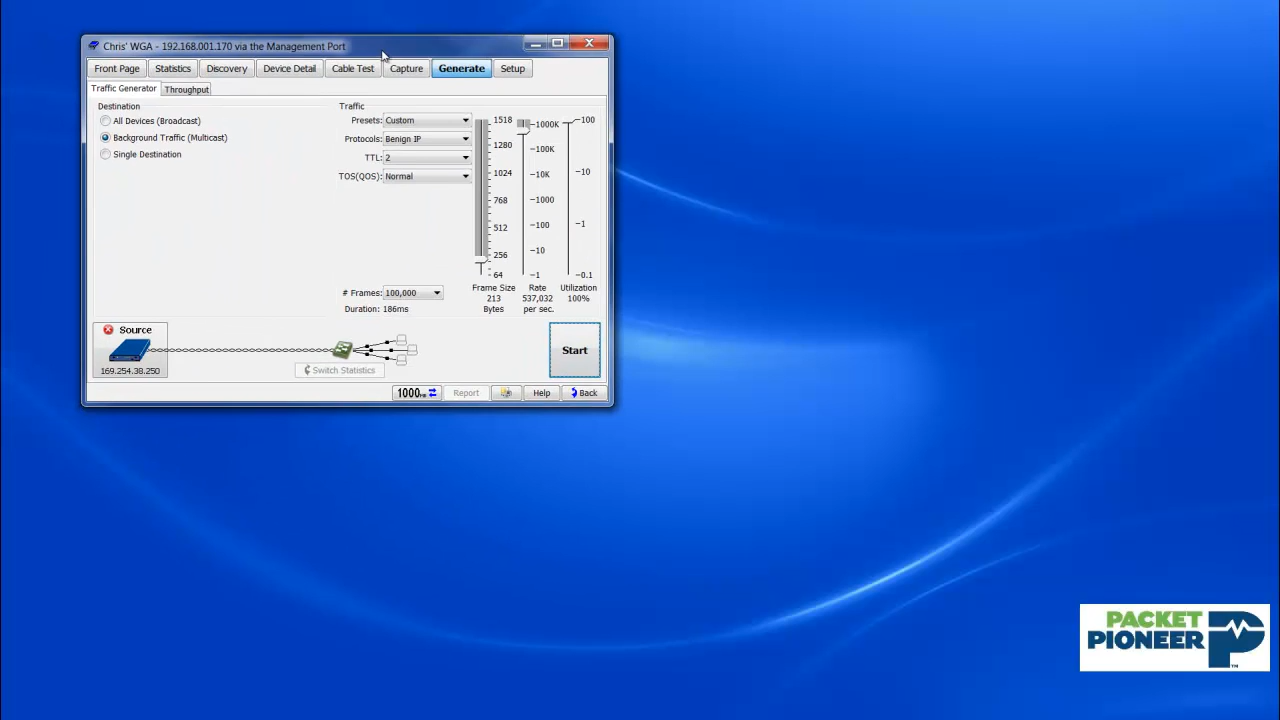 Chris' WGA - 192.168.001.170 via the Management Port
Front Page
Statistics
Discovery
Device Detail
Cable Test
Capture
Generate
Setup
Traffic Generator
Throughput
Destination
All Devices (Broadcast)
Background Traffic (Multicast)
Single Destination
Traffic
Presets: Custom
Protocols: Benign IP
TTL: 2
TOS(QOS): Normal
# Frames: 100,000
Duration: 186ms
1518
1280
1024
768
512
256
64
Frame Size
213
Bytes
1000K
100K
10K
1000
100
10
1
Rate
537,032
per sec.
100
10
1
0.1
Utilization
100%
Source
169.254.38.250
Switch Statistics
Start
Report
Help
Back
PACKET
PIONEER